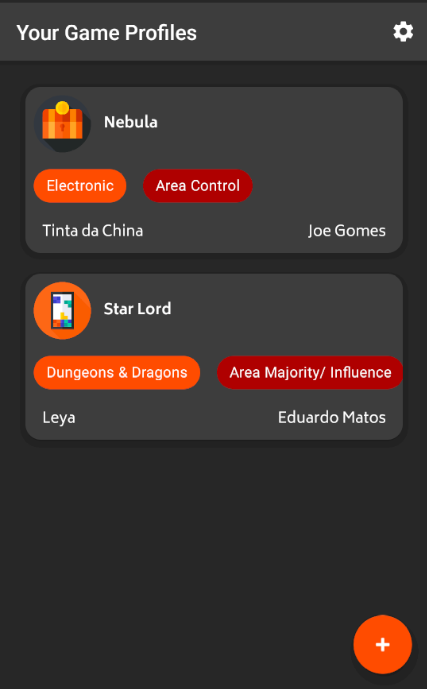 Your Game Profiles
Nebula
Electronic Area Control
Tinta da China Joe Gomes
Star Lord
Dungeons & Dragons Area Majority/ Influence
Leya Eduardo Matos
+